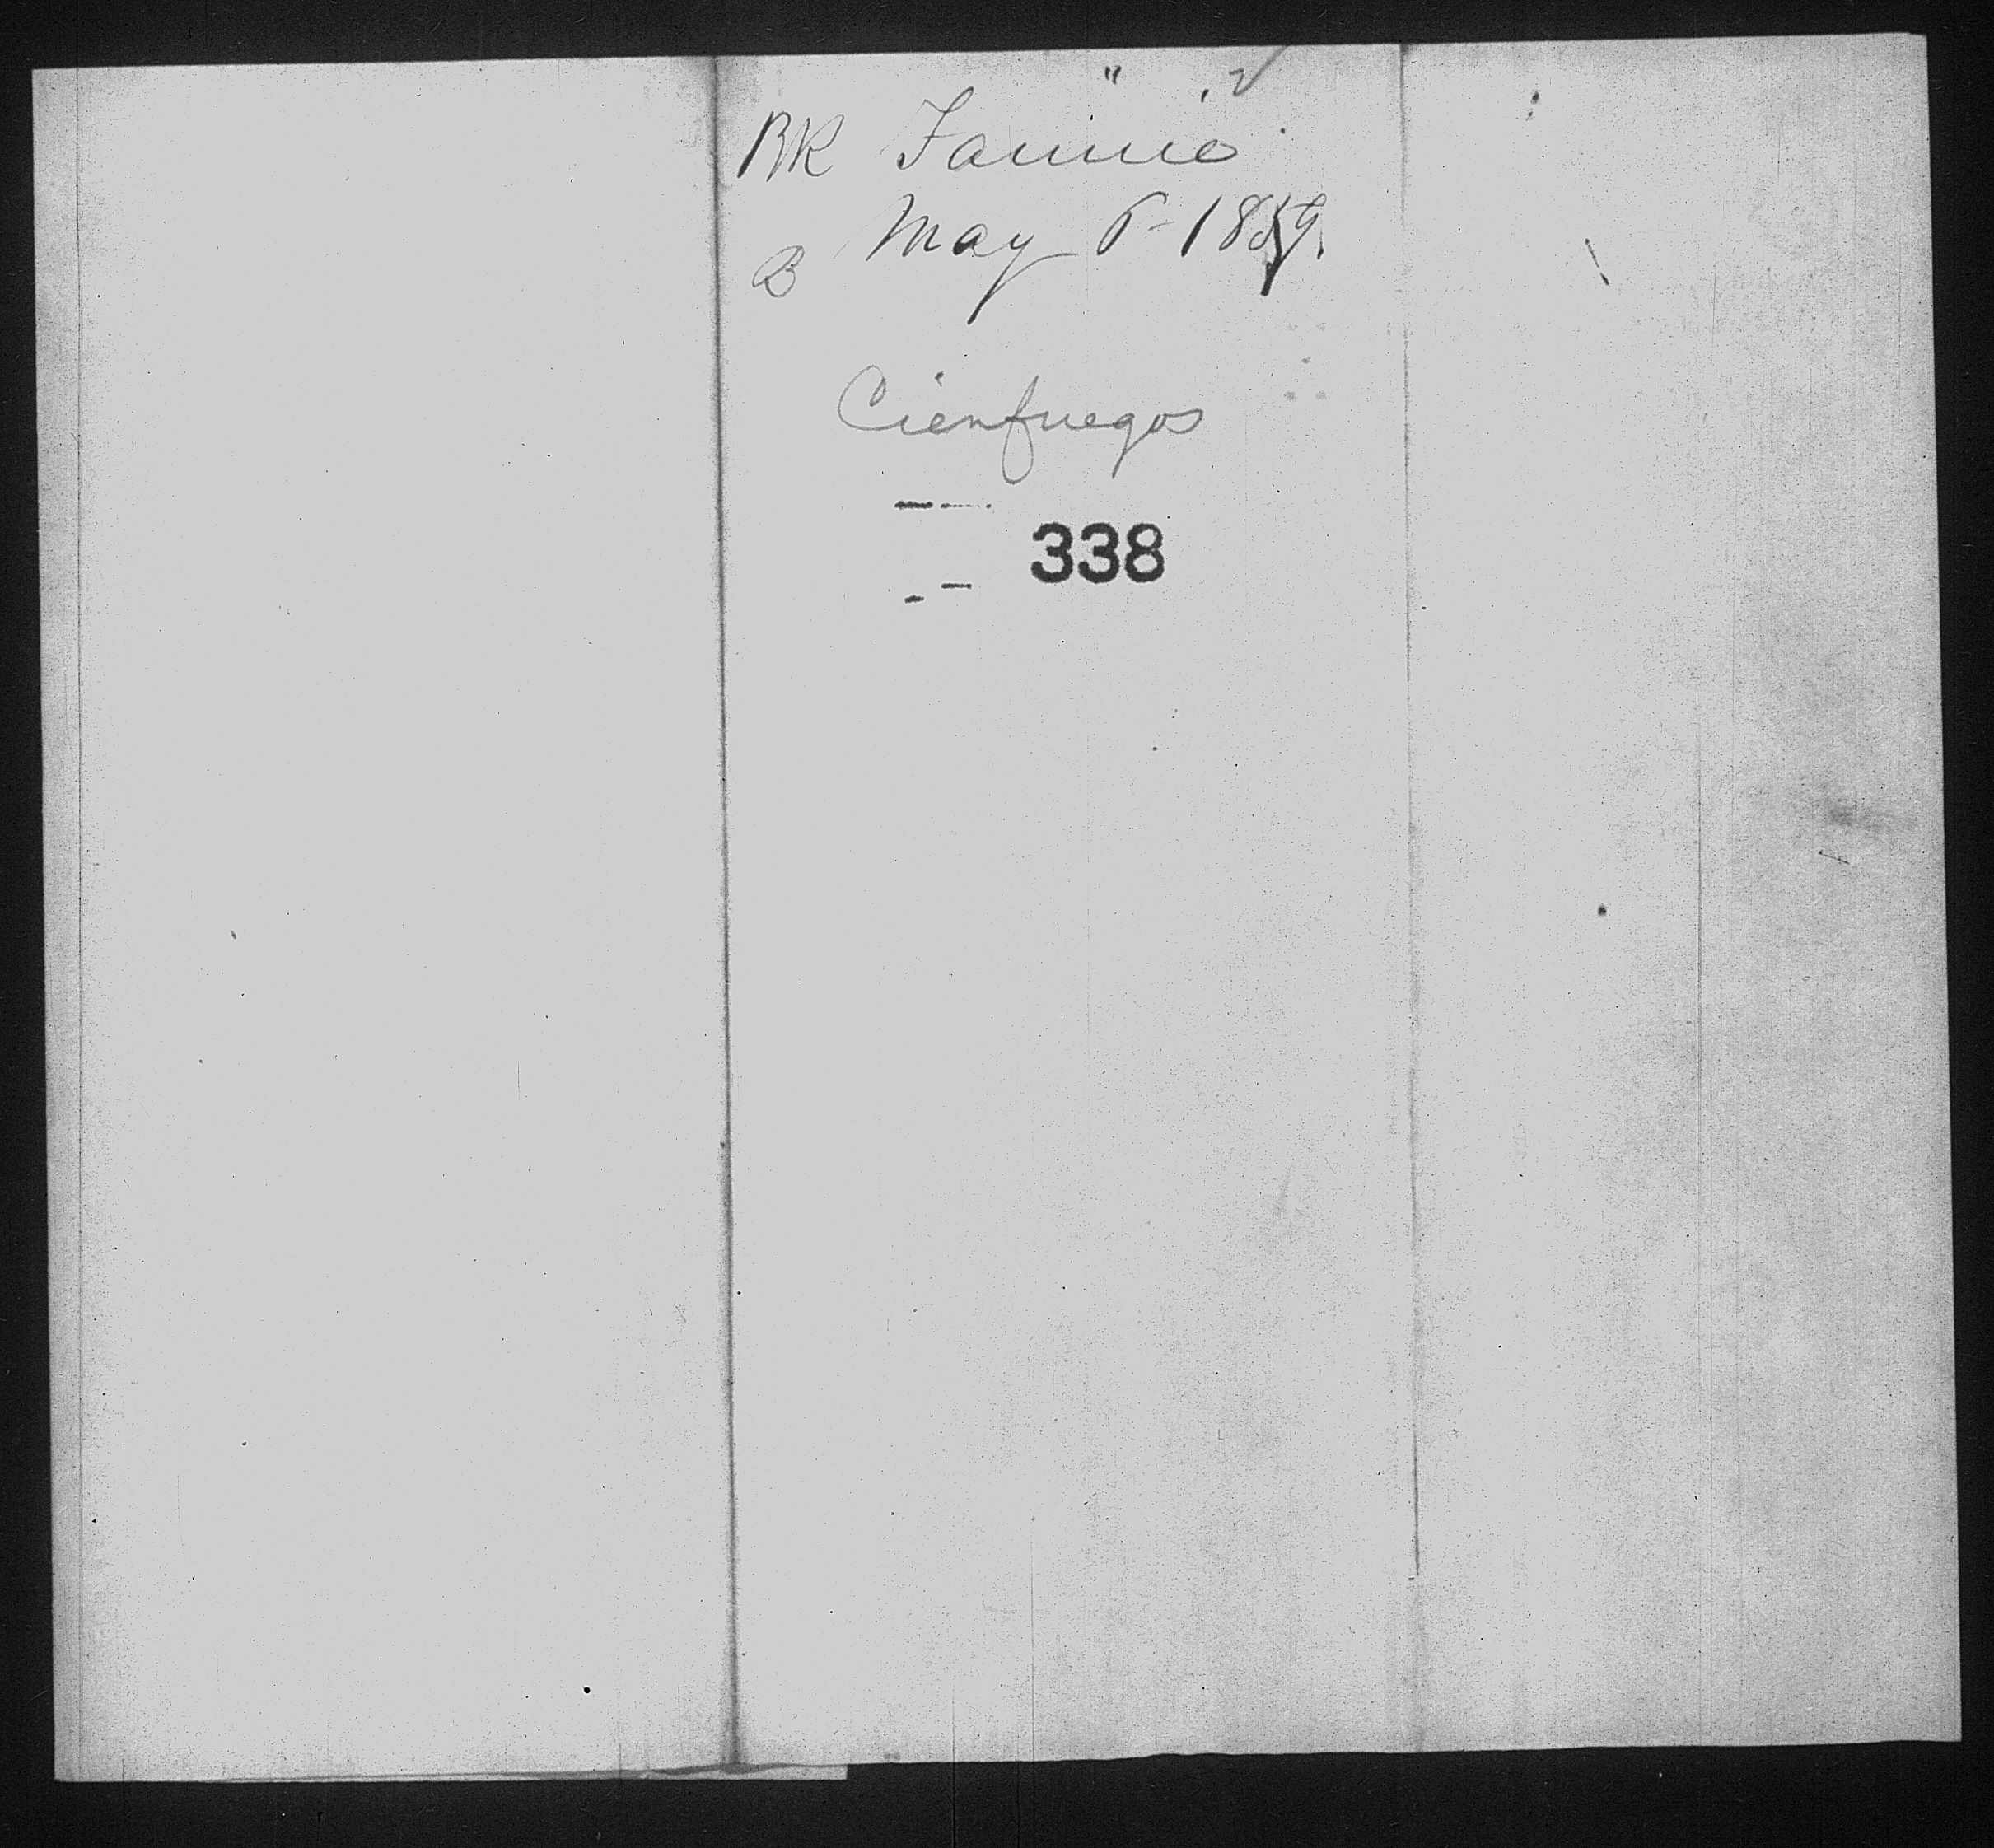 BK Fannie
May 6 - 1859.
B
Cienfuegos
338